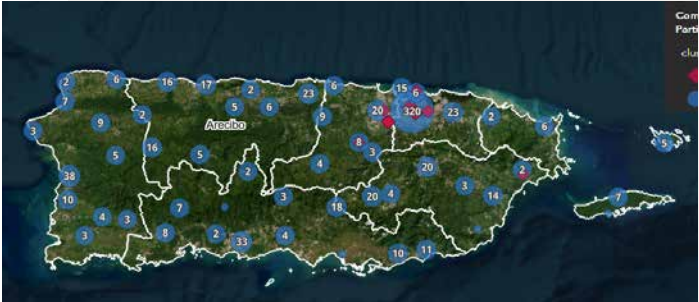 Com
Parti
clus
2 6 16 17 2 23 6 15 6
7 5 6 20 320 23 2
3 9 2 9 6
Arecibo
5 16 5 8 3 5
38 2 4 20 2
10 7 3 18 20 4 3 14 7
4 3
3 8 2 33 4 10 11